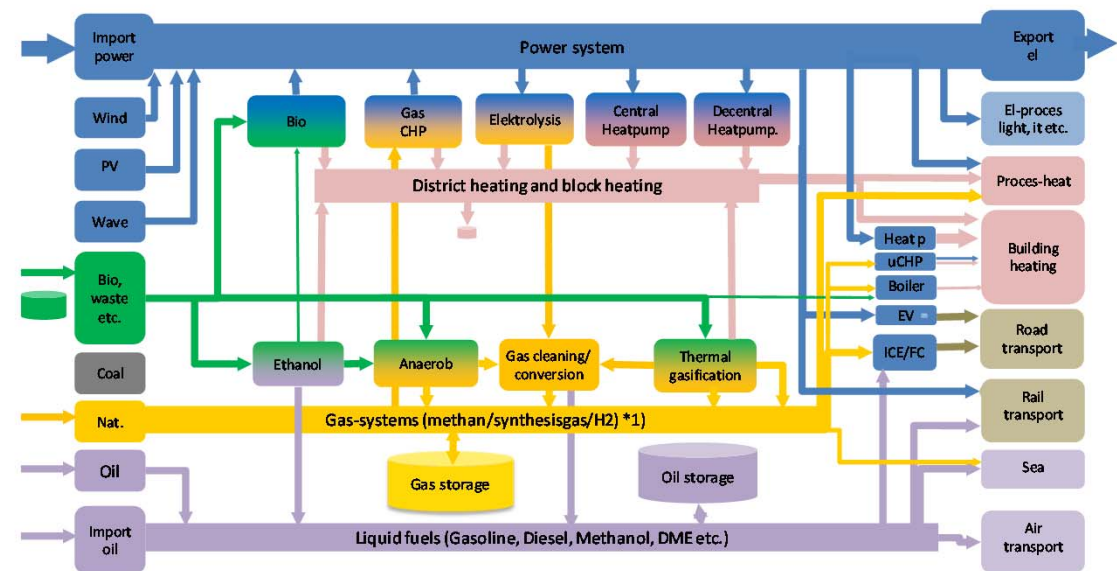 Import
power
Power system
Export
el
Wind
Bio
Gas
CHP
Elektrolysis
Central
Heatpump
Decentral
Heatpump.
El-proces
light, it etc.
PV
District heating and block heating
Proces-heat
Wave
Heat p
Building
heating
uCHP
Boiler
Bio,
waste
etc.
EV =
Road
transport
Coal
Ethanol
Anaerob
Gas cleaning/
conversion
Thermal
gasification
ICE/FC
Nat.
Gas-systems (methan/synthesisgas/H2) *1)
Rail
transport
Oil
Gas storage
Oil storage
Sea
Import
oil
Liquid fuels (Gasoline, Diesel, Methanol, DME etc.)
Air
transport